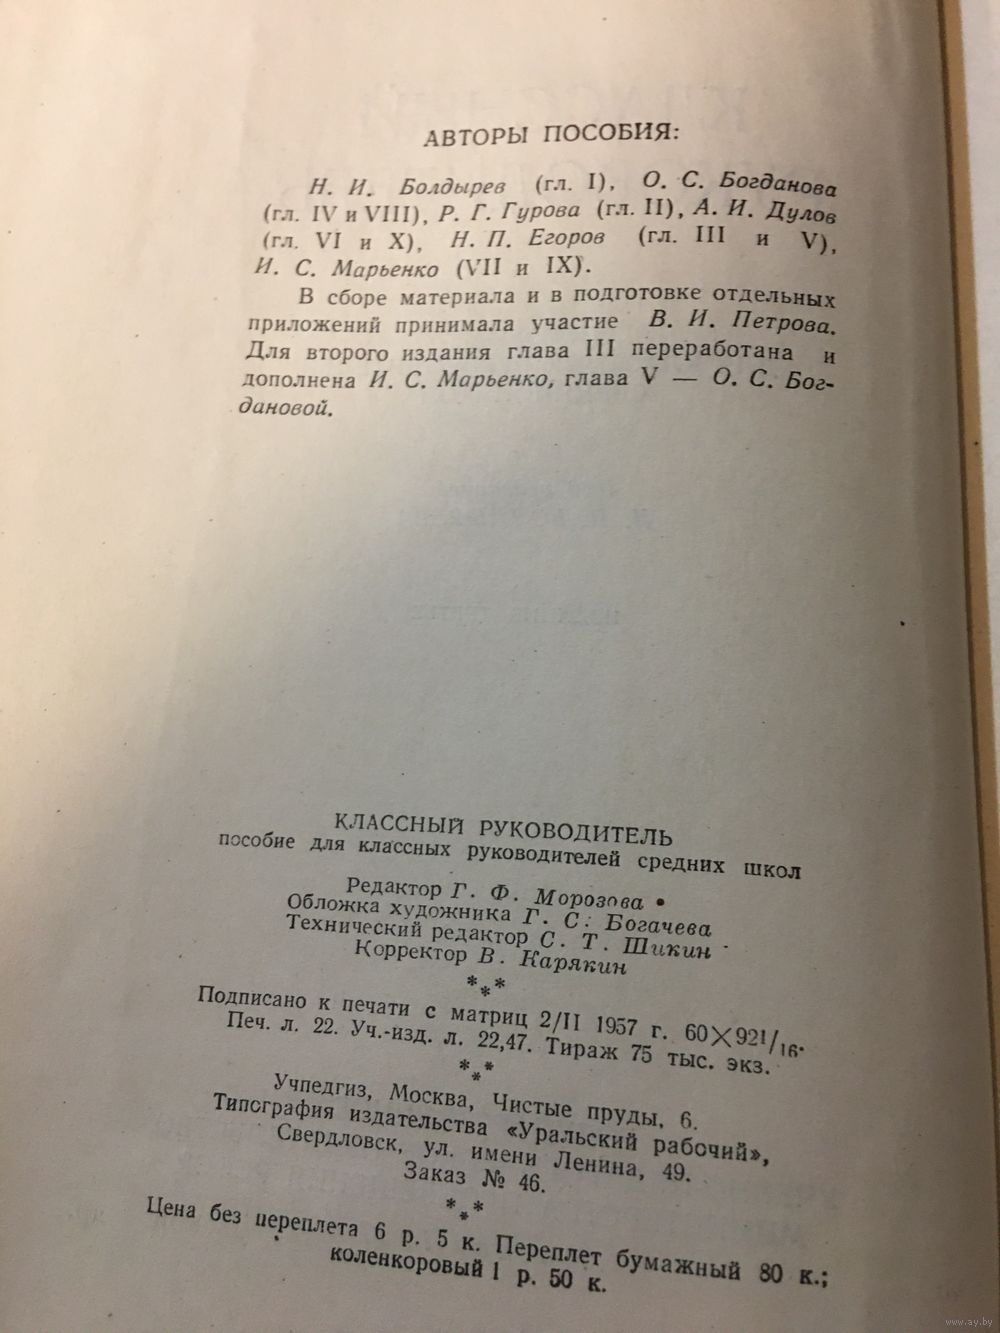 АВТОРЫ ПОСОБИЯ:
Н. И. Болдырев (гл. I), О. С. Богданова
(гл. IV и VIII), Р. Г. Гурова (гл. II), А. И. Дулов
(гл. VI и X), Н. П. Егоров (гл. III и V),
И. С. Марьенко (VII и IX).
В сборе материала и в подготовке отдельных
приложений принимала участие В. И. Петрова.
Для второго издания глава III переработана и
дополнена И. С. Марьенко, глава V — О. С. Бог-
дановой.
КЛАССНЫЙ РУКОВОДИТЕЛЬ
пособие для классных руководителей средних школ
Редактор Г. Ф. Морозова
Обложка художника Г. С. Богачева
Технический редактор С. Т. Шикин
Корректор В. Карякин
***
Подписано к печати с матриц 2/II 1957 г. 60×92 1/16.
Печ. л. 22. Уч.-изд. л. 22,47. Тираж 75 тыс. экз.
***
Учпедгиз, Москва, Чистые пруды, 6.
Типография издательства «Уральский рабочий»,
Свердловск, ул. имени Ленина, 49.
Заказ № 46.
***
Цена без переплета 6 р. 5 к. Переплет бумажный 80 к.;
коленкоровый 1 р. 50 к.
www.ay.by